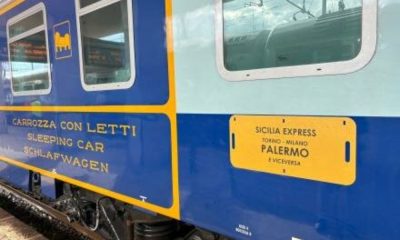 CARROZZA CON LETTI
SLEEPING CAR
SCHLAFWAGEN
SICILIA EXPRESS
TORINO - MILANO
PALERMO
E VICEVERSA